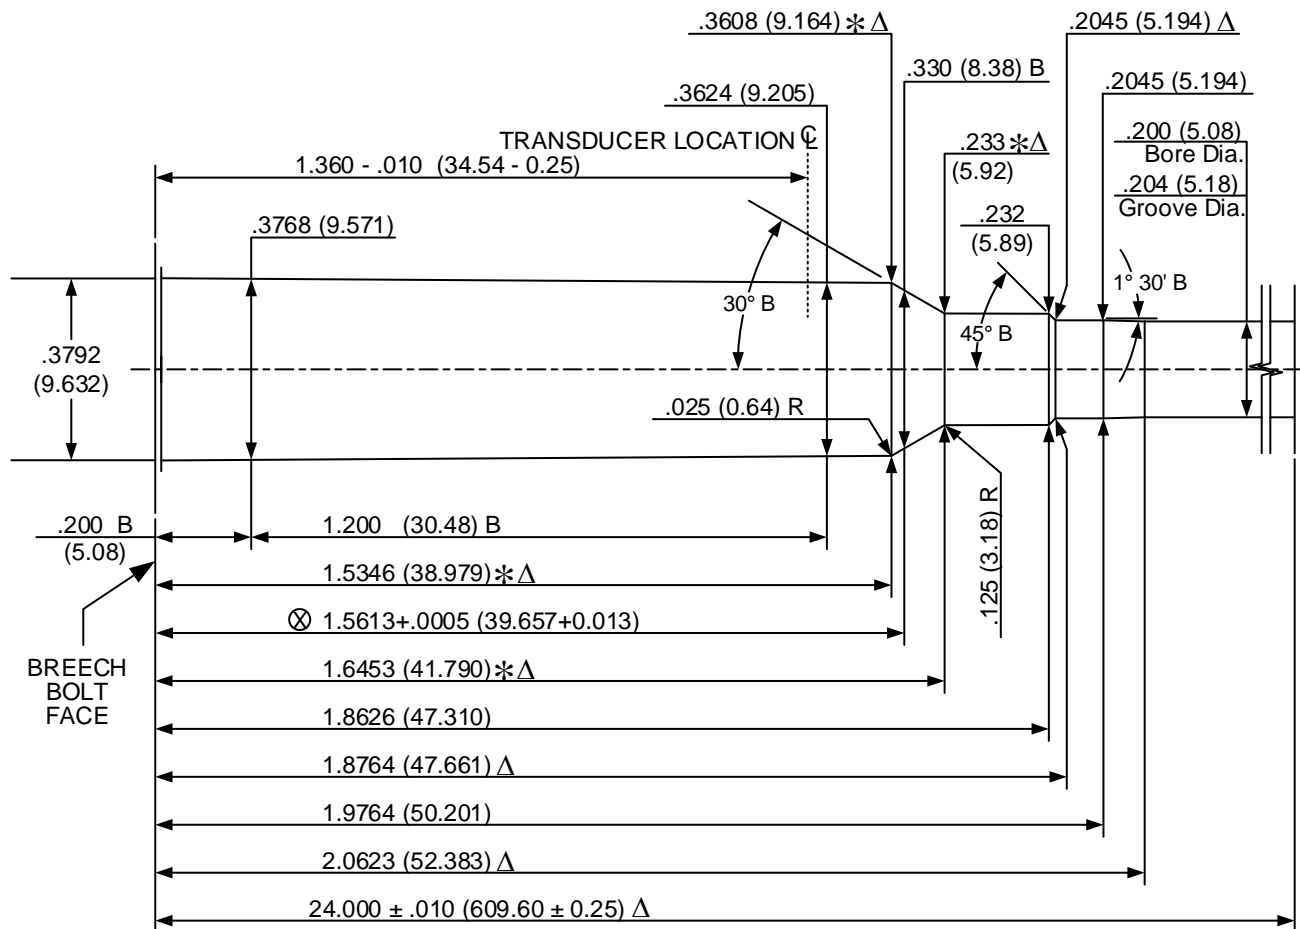 .3608 (9.164) ✻ Δ
.2045 (5.194) Δ
.330 (8.38) B
.3624 (9.205)
.2045 (5.194)
TRANSDUCER LOCATION ℄
.200 (5.08)
Bore Dia.
1.360 - .010 (34.54 - 0.25)
.233 ✻ Δ
(5.92)
.204 (5.18)
Groove Dia.
.3768 (9.571)
.232
(5.89)
1° 30' B
30° B
45° B
.3792
(9.632)
.025 (0.64) R
.125 (3.18) R
.200 B
(5.08)
1.200 (30.48) B
1.5346 (38.979) ✻ Δ
⊗ 1.5613+.0005 (39.657+0.013)
BREECH
BOLT
FACE
1.6453 (41.790) ✻ Δ
1.8626 (47.310)
1.8764 (47.661) Δ
1.9764 (50.201)
2.0623 (52.383) Δ
24.000 ± .010 (609.60 ± 0.25) Δ